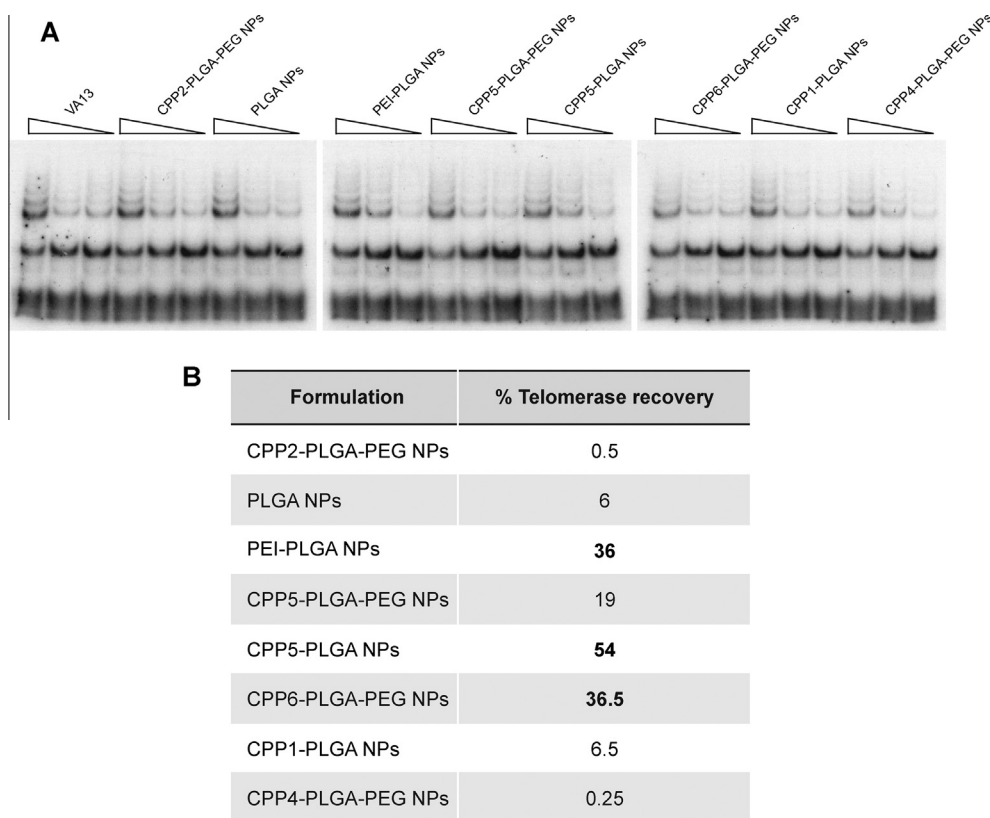 A
VA13
CPP2-PLGA-PEG NPs
PLGA NPs
PEI-PLGA NPs
CPP5-PLGA-PEG NPs
CPP5-PLGA NPs
CPP6-PLGA-PEG NPs
CPP1-PLGA NPs
CPP4-PLGA-PEG NPs
B
Formulation % Telomerase recovery
CPP2-PLGA-PEG NPs 0.5
PLGA NPs 6
PEI-PLGA NPs 36
CPP5-PLGA-PEG NPs 19
CPP5-PLGA NPs 54
CPP6-PLGA-PEG NPs 36.5
CPP1-PLGA NPs 6.5
CPP4-PLGA-PEG NPs 0.25